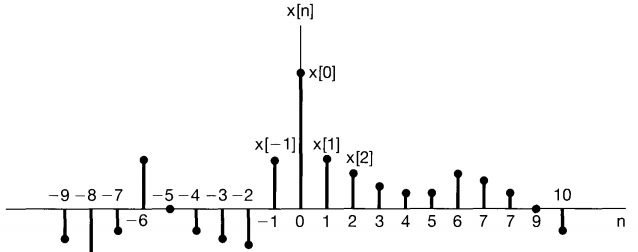 x[n]
x[0]
x[−1] x[1]
x[2]
−9 −8 −7 −5 −4 −3 −2 10
−6 −1 0 1 2 3 4 5 6 7 7 9 n